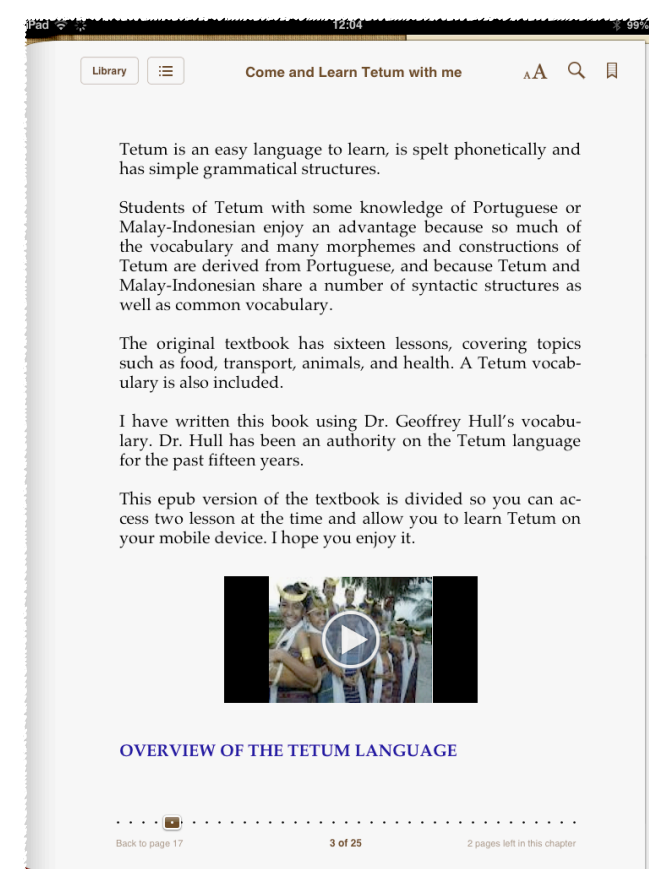 iPad 12:04 99%
Library Come and Learn Tetum with me AA
Tetum is an easy language to learn, is spelt phonetically and
has simple grammatical structures.
Students of Tetum with some knowledge of Portuguese or
Malay-Indonesian enjoy an advantage because so much of
the vocabulary and many morphemes and constructions of
Tetum are derived from Portuguese, and because Tetum and
Malay-Indonesian share a number of syntactic structures as
well as common vocabulary.
The original textbook has sixteen lessons, covering topics
such as food, transport, animals, and health. A Tetum vocab-
ulary is also included.
I have written this book using Dr. Geoffrey Hull's vocabu-
lary. Dr. Hull has been an authority on the Tetum language
for the past fifteen years.
This epub version of the textbook is divided so you can ac-
cess two lesson at the time and allow you to learn Tetum on
your mobile device. I hope you enjoy it.
OVERVIEW OF THE TETUM LANGUAGE
Back to page 17 3 of 25 2 pages left in this chapter